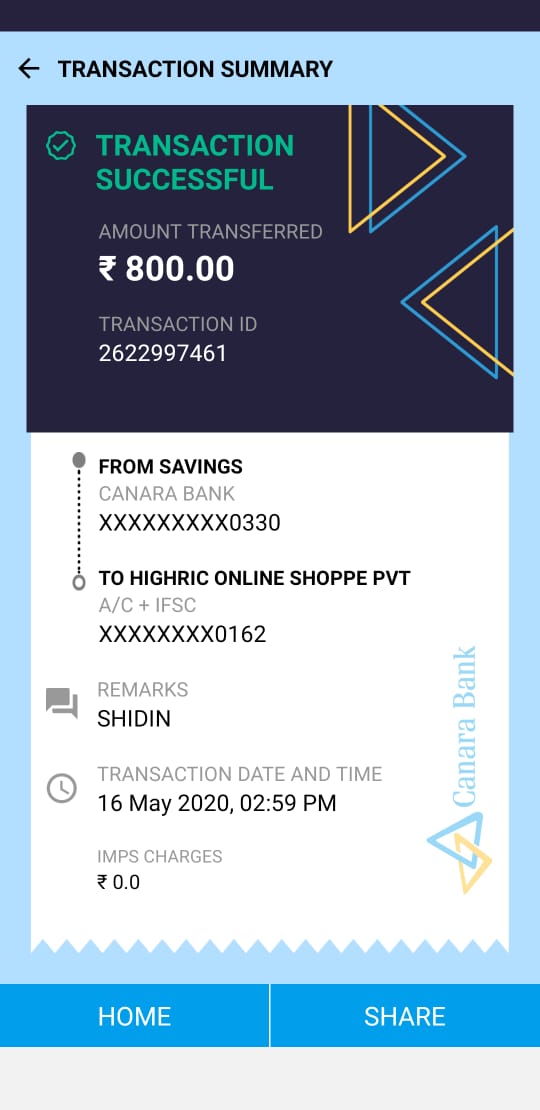 TRANSACTION SUMMARY
TRANSACTION
SUCCESSFUL
AMOUNT TRANSFERRED
₹ 800.00
TRANSACTION ID
2622997461
FROM SAVINGS
CANARA BANK
XXXXXXXXX0330
TO HIGHRIC ONLINE SHOPPE PVT
A/C + IFSC
XXXXXXXX0162
REMARKS
SHIDIN
TRANSACTION DATE AND TIME
16 May 2020, 02:59 PM
IMPS CHARGES
₹ 0.0
Canara Bank
HOME
SHARE